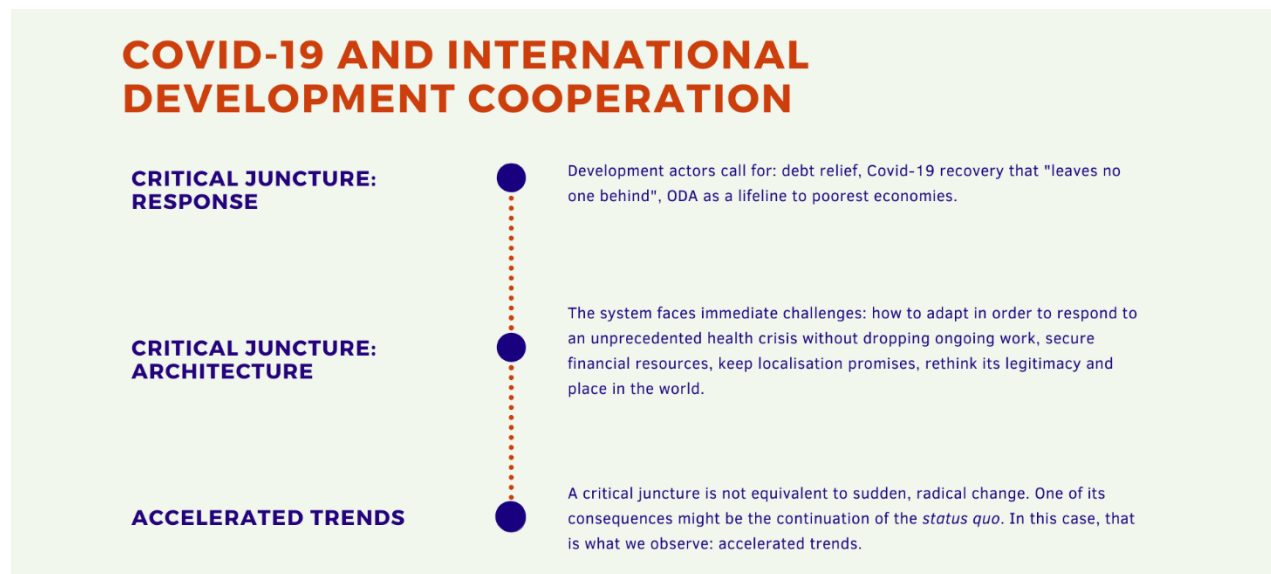 COVID-19 AND INTERNATIONAL
DEVELOPMENT COOPERATION
CRITICAL JUNCTURE:
RESPONSE
Development actors call for: debt relief, Covid-19 recovery that "leaves no
one behind", ODA as a lifeline to poorest economies.
CRITICAL JUNCTURE:
ARCHITECTURE
The system faces immediate challenges: how to adapt in order to respond to
an unprecedented health crisis without dropping ongoing work, secure
financial resources, keep localisation promises, rethink its legitimacy and
place in the world.
ACCELERATED TRENDS
A critical juncture is not equivalent to sudden, radical change. One of its
consequences might be the continuation of the status quo. In this case, that
is what we observe: accelerated trends.